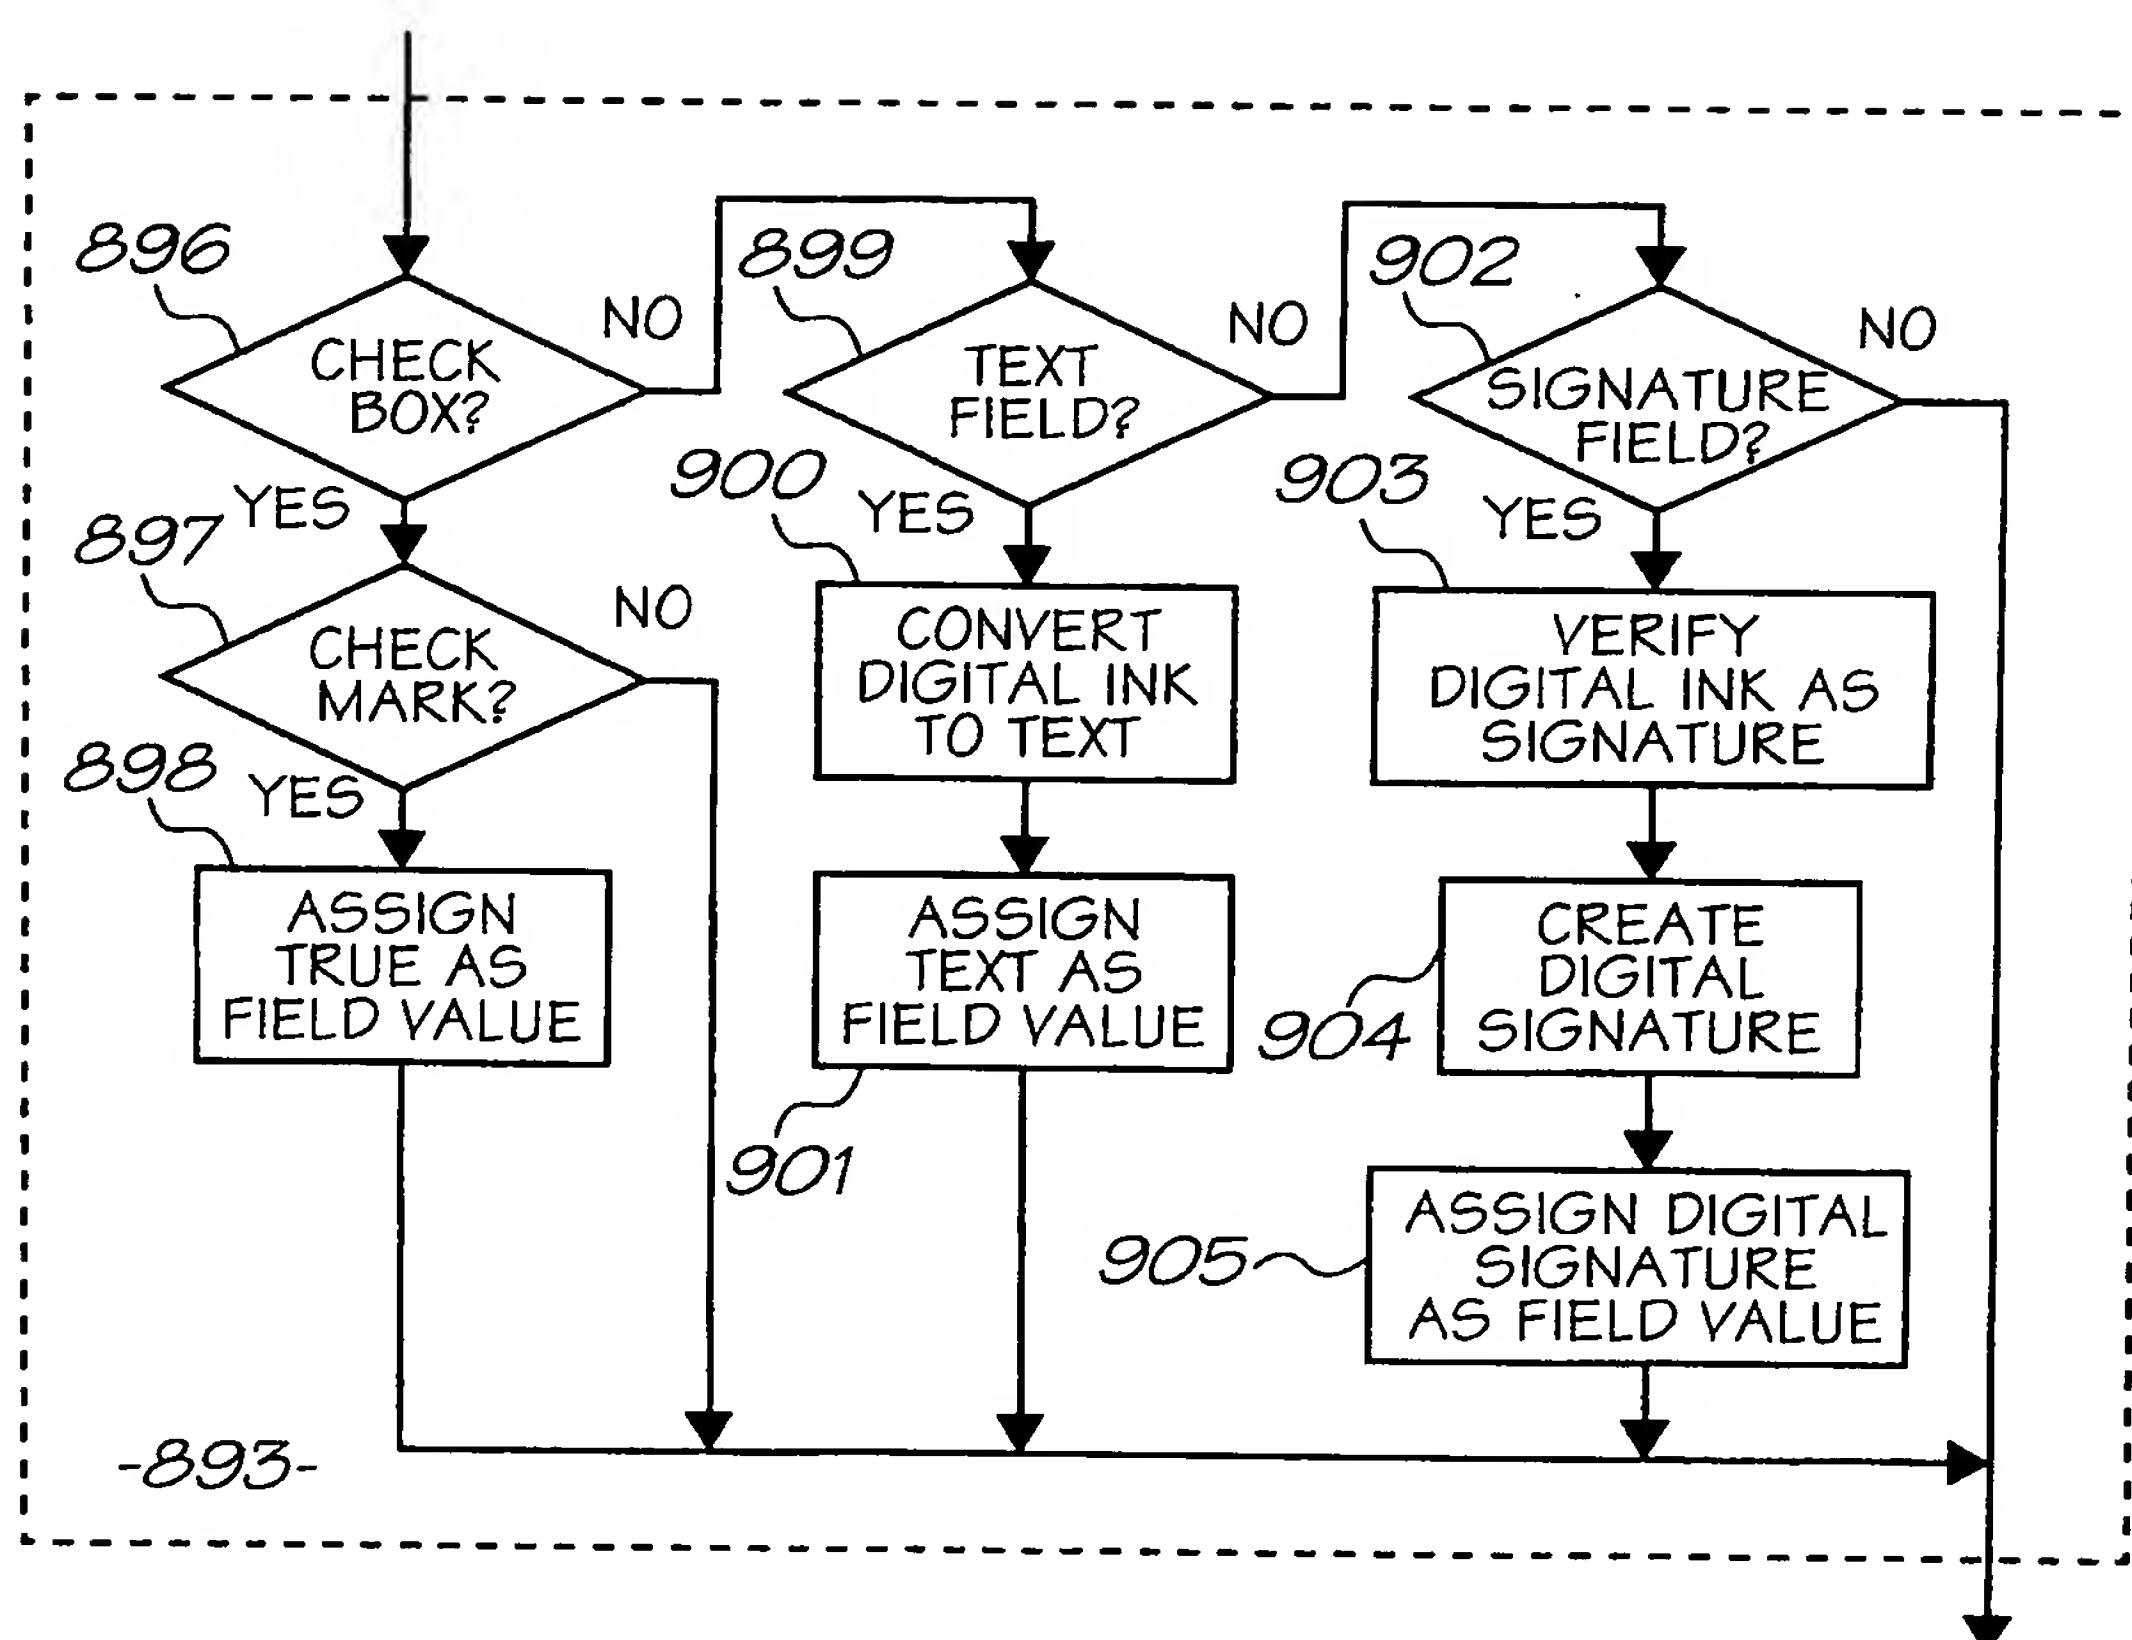 896
CHECK
BOX?
NO
YES
897
CHECK
MARK?
NO
YES
898
ASSIGN
TRUE AS
FIELD VALUE
899
TEXT
FIELD?
NO
YES
900
CONVERT
DIGITAL INK
TO TEXT
ASSIGN
TEXT AS
FIELD VALUE
901
902
SIGNATURE
FIELD?
NO
YES
903
VERIFY
DIGITAL INK AS
SIGNATURE
CREATE
DIGITAL
SIGNATURE
904
ASSIGN DIGITAL
SIGNATURE
AS FIELD VALUE
905
-893-